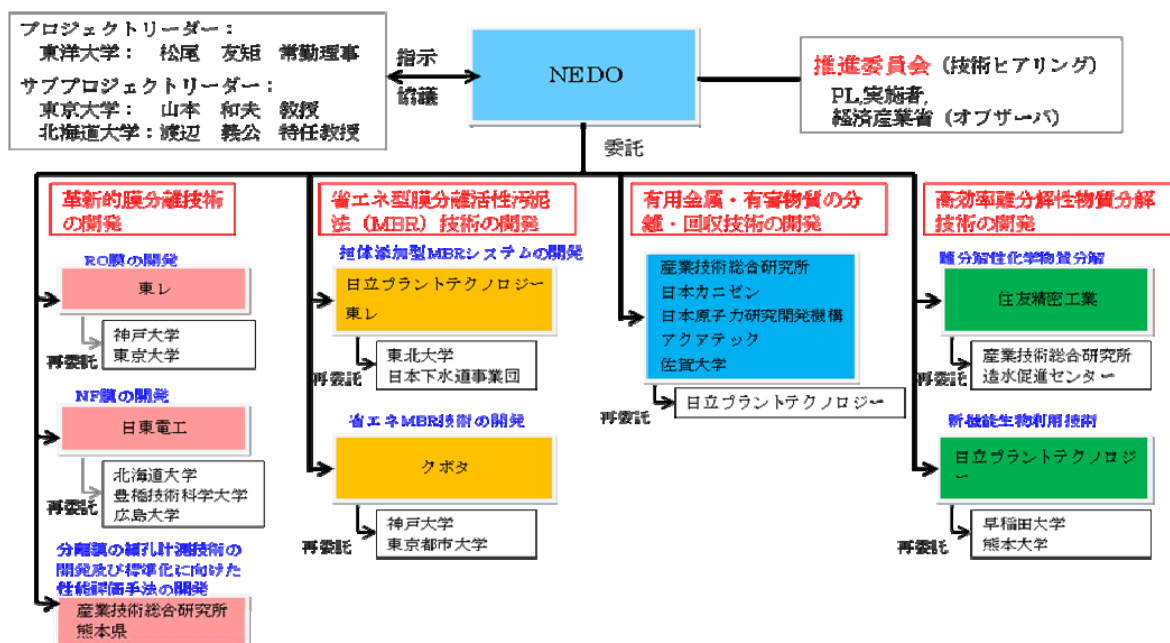 プロジェクトリーダー：
東洋大学： 松尾 友矩 常勤理事
サブプロジェクトリーダー：
東京大学： 山本 和夫 教授
北海道大学：渡辺 義公 特任教授
指示
協議
NEDO
推進委員会（技術ヒアリング）
PL,実施者,
経済産業省（オブザーバ）
委託
革新的膜分離技術
の開発
RO膜の開発
東レ
再委託
神戸大学
東京大学
NF膜の開発
日東電工
再委託
北海道大学
豊橋技術科学大学
広島大学
分離膜の細孔計測技術の
開発及び標準化に向けた
性能評価手法の開発
産業技術総合研究所
熊本県
省エネ型膜分離活性汚泥
法（MBR）技術の開発
担体添加型MBRシステムの開発
日立プラントテクノロジー
東レ
再委託
東北大学
日本下水道事業団
省エネMBR技術の開発
クボタ
再委託
神戸大学
東京都市大学
有用金属・有害物質の分
離・回収技術の開発
産業技術総合研究所
日本カニゼン
日本原子力研究開発機構
アクアテック
佐賀大学
再委託
日立プラントテクノロジー
高効率難分解性物質分解
技術の開発
難分解性化学物質分解
住友精密工業
再委託
産業技術総合研究所
造水促進センター
新機能生物利用技術
日立プラントテクノロジ
ー
再委託
早稲田大学
熊本大学